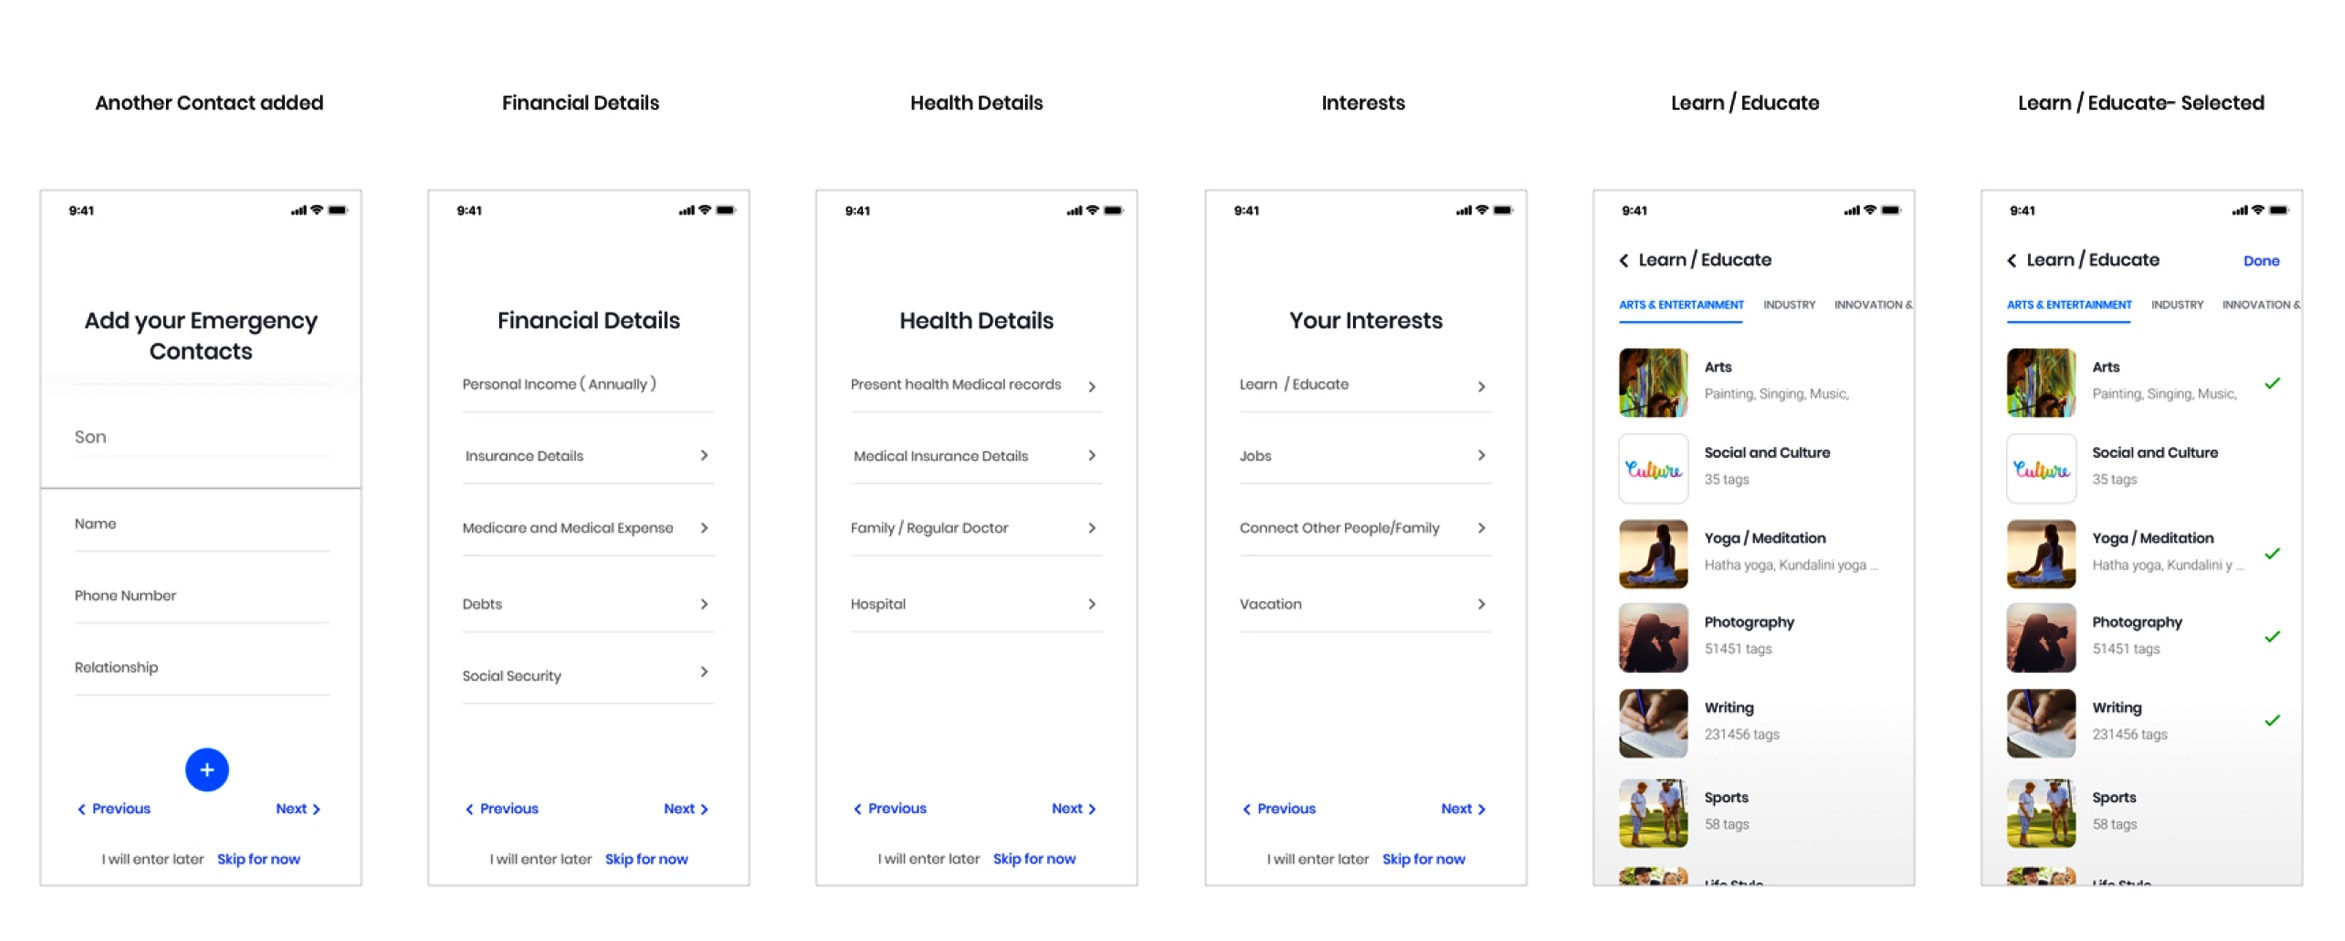 Another Contact added
Financial Details
Health Details
Interests
Learn / Educate
Learn / Educate- Selected
9:41
Add your Emergency
Contacts
Son
Name
Phone Number
Relationship
+
Previous
Next
I will enter later Skip for now
9:41
Financial Details
Personal Income ( Annually )
Insurance Details
Medicare and Medical Expense
Debts
Social Security
Previous
Next
I will enter later Skip for now
9:41
Health Details
Present health Medical records
Medical Insurance Details
Family / Regular Doctor
Hospital
Previous
Next
I will enter later Skip for now
9:41
Your Interests
Learn / Educate
Jobs
Connect Other People/Family
Vacation
Previous
Next
I will enter later Skip for now
9:41
Learn / Educate
ARTS & ENTERTAINMENT INDUSTRY INNOVATION &
Arts
Painting, Singing, Music,
Culture
Social and Culture
35 tags
Yoga / Meditation
Hatha yoga, Kundalini yoga ...
Photography
51451 tags
Writing
231456 tags
Sports
58 tags
Life Style
9:41
Learn / Educate
Done
ARTS & ENTERTAINMENT INDUSTRY INNOVATION &
Arts
Painting, Singing, Music,
Culture
Social and Culture
35 tags
Yoga / Meditation
Hatha yoga, Kundalini y ...
Photography
51451 tags
Writing
231456 tags
Sports
58 tags
Life Style